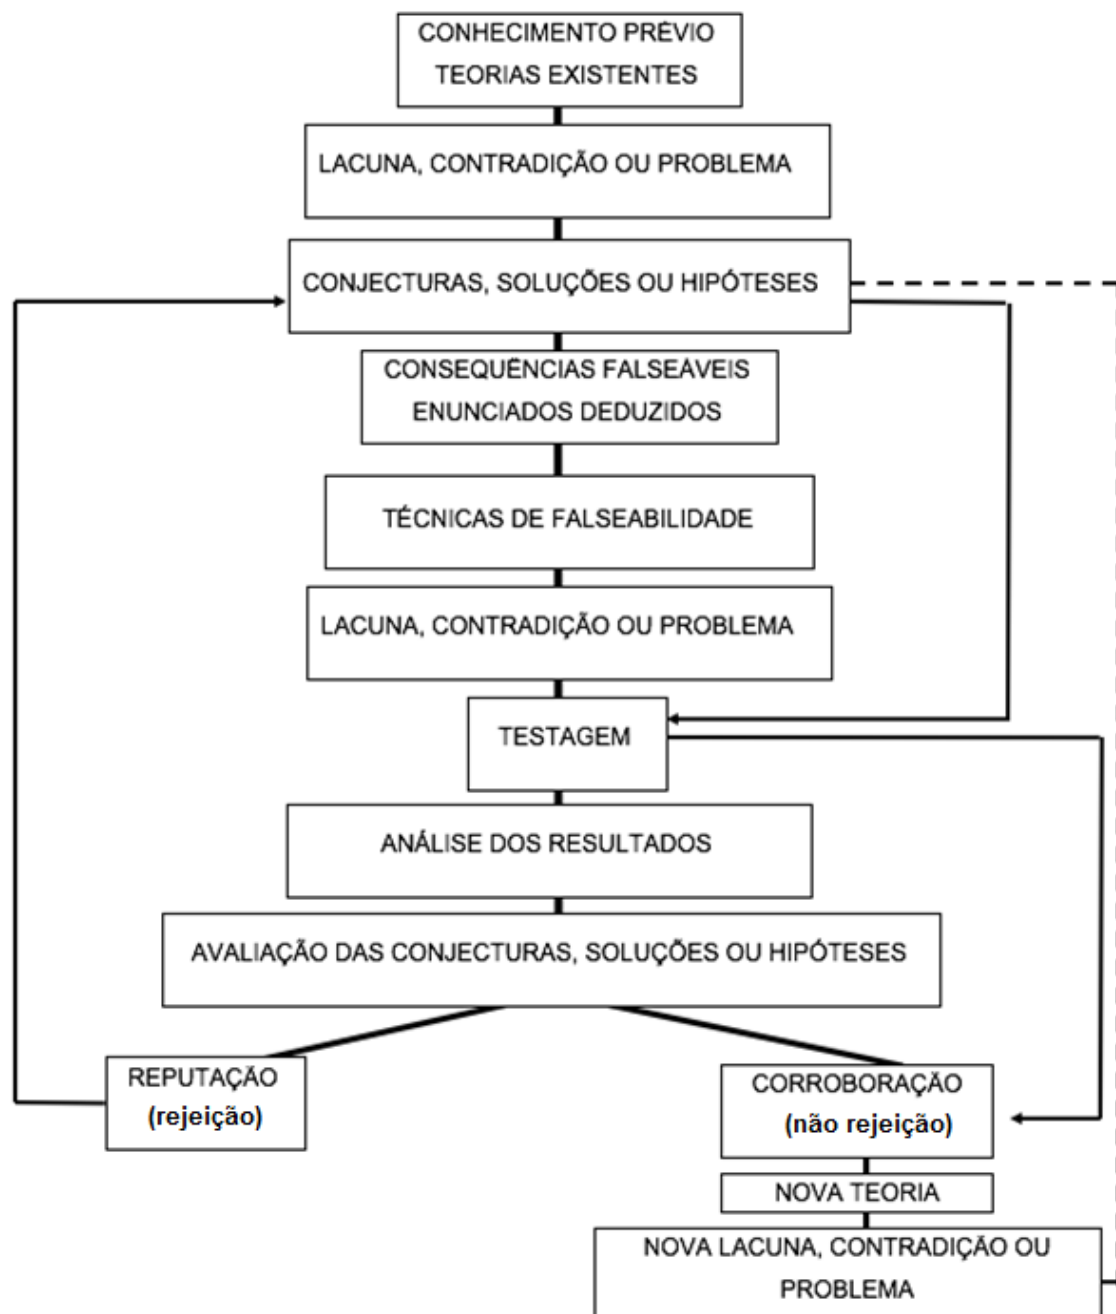 CONHECIMENTO PRÉVIO
TEORIAS EXISTENTES
LACUNA, CONTRADIÇÃO OU PROBLEMA
CONJECTURAS, SOLUÇÕES OU HIPÓTESES
CONSEQUÊNCIAS FALSEÁVEIS
ENUNCIADOS DEDUZIDOS
TÉCNICAS DE FALSEABILIDADE
LACUNA, CONTRADIÇÃO OU PROBLEMA
TESTAGEM
ANÁLISE DOS RESULTADOS
AVALIAÇÃO DAS CONJECTURAS, SOLUÇÕES OU HIPÓTESES
REPUTAÇÃO
(rejeição)
CORROBORAÇÃO
(não rejeição)
NOVA TEORIA
NOVA LACUNA, CONTRADIÇÃO OU
PROBLEMA